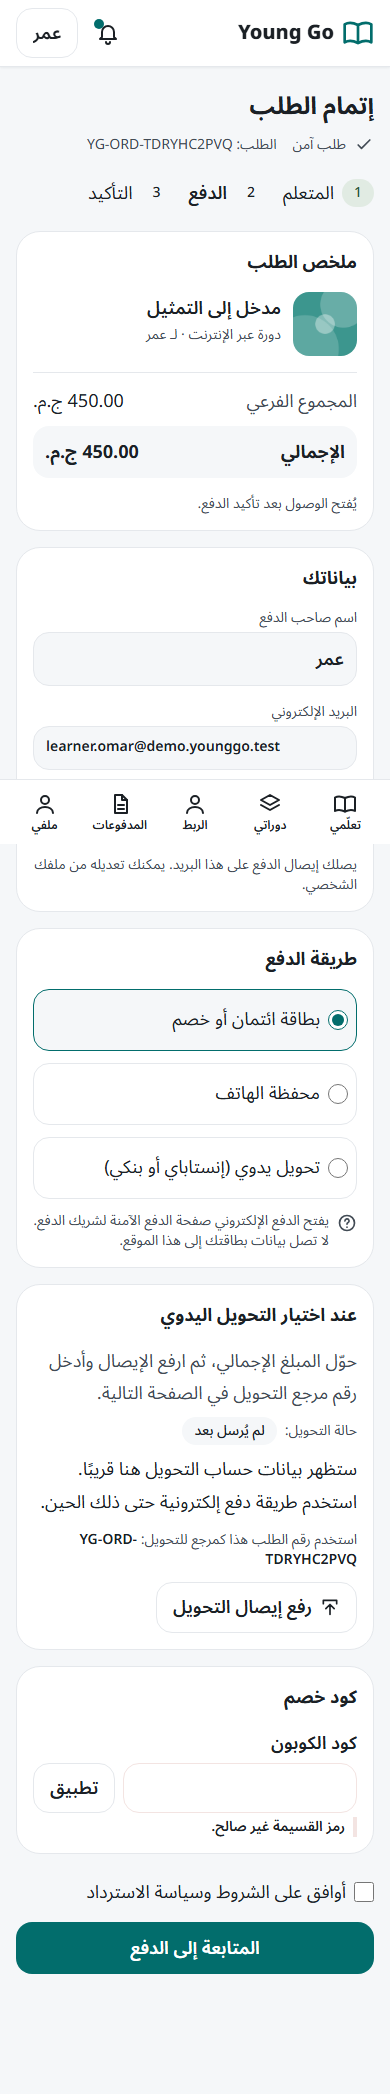 Young Go
عمر
إتمام الطلب
طلب آمن الطلب: YG-ORD-TDRYHC2PVQ
1 المتعلم 2 الدفع 3 التأكيد
ملخص الطلب
مدخل إلى التمثيل
دورة عبر الإنترنت · لـ عمر
المجموع الفرعي 450.00 ج.م.
الإجمالي 450.00 ج.م.
يُفتح الوصول بعد تأكيد الدفع.
بياناتك
اسم صاحب الدفع
عمر
البريد الإلكتروني
learner.omar@demo.younggo.test
تعلّمي دوراتي الربط المدفوعات ملفي
يصلك إيصال الدفع على هذا البريد. يمكنك تعديله من ملفك
الشخصي.
طريقة الدفع
بطاقة ائتمان أو خصم
محفظة الهاتف
تحويل يدوي (إنستاباي أو بنكي)
يفتح الدفع الإلكتروني صفحة الدفع الآمنة لشريك الدفع.
لا تصل بيانات بطاقتك إلى هذا الموقع.
عند اختيار التحويل اليدوي
حوّل المبلغ الإجمالي، ثم ارفع الإيصال وأدخل
رقم مرجع التحويل في الصفحة التالية.
حالة التحويل: لم يُرسل بعد
ستظهر بيانات حساب التحويل هنا قريبًا.
استخدم طريقة دفع إلكترونية حتى ذلك الحين.
استخدم رقم الطلب هذا كمرجع للتحويل: YG-ORD-
TDRYHC2PVQ
رفع إيصال التحويل
كود خصم
كود الكوبون
تطبيق
رمز القسيمة غير صالح.
أوافق على الشروط وسياسة الاسترداد
المتابعة إلى الدفع